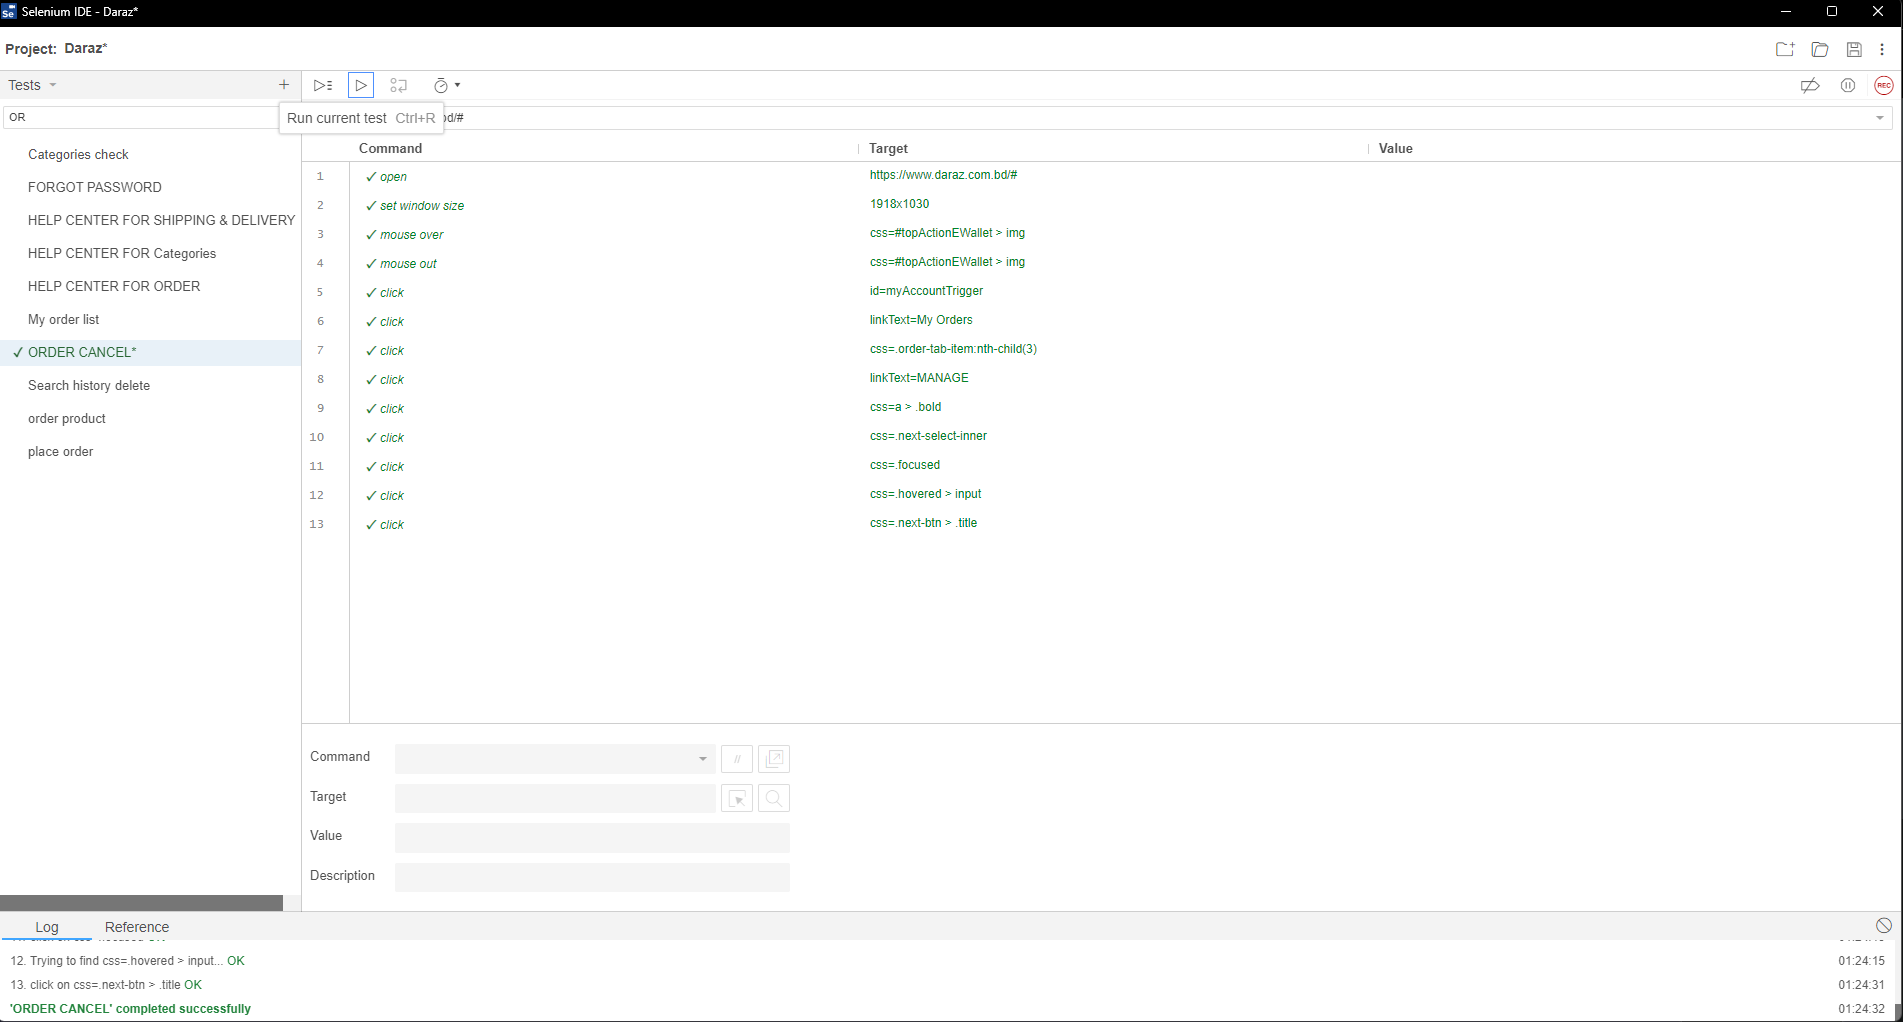 Selenium IDE - Daraz*
Project: Daraz*
Tests
REC
OR
Run current test Ctrl+R
bd/#
Command Target Value
Categories check
FORGOT PASSWORD
HELP CENTER FOR SHIPPING & DELIVERY
HELP CENTER FOR Categories
HELP CENTER FOR ORDER
My order list
✓ ORDER CANCEL*
Search history delete
order product
place order
1 ✓ open https://www.daraz.com.bd/#
2 ✓ set window size 1918x1030
3 ✓ mouse over css=#topActionEWallet > img
4 ✓ mouse out css=#topActionEWallet > img
5 ✓ click id=myAccountTrigger
6 ✓ click linkText=My Orders
7 ✓ click css=.order-tab-item:nth-child(3)
8 ✓ click linkText=MANAGE
9 ✓ click css=a > .bold
10 ✓ click css=.next-select-inner
11 ✓ click css=.focused
12 ✓ click css=.hovered > input
13 ✓ click css=.next-btn > .title
Command //
Target
Value
Description
Log Reference
12. Trying to find css=.hovered > input... OK 01:24:15
13. click on css=.next-btn > .title OK 01:24:31
'ORDER CANCEL' completed successfully 01:24:32